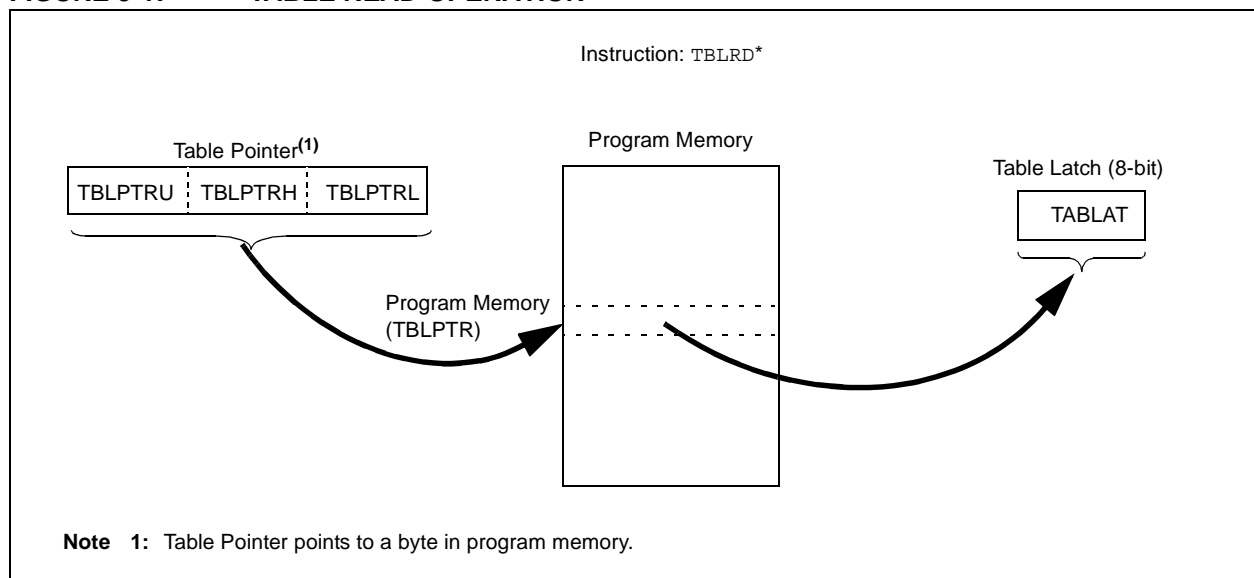 Instruction: TBLRD*
Program Memory
Table Pointer(1)
Table Latch (8-bit)
TBLPTRU TBLPTRH TBLPTRL
TABLAT
Program Memory
(TBLPTR)
Note 1: Table Pointer points to a byte in program memory.